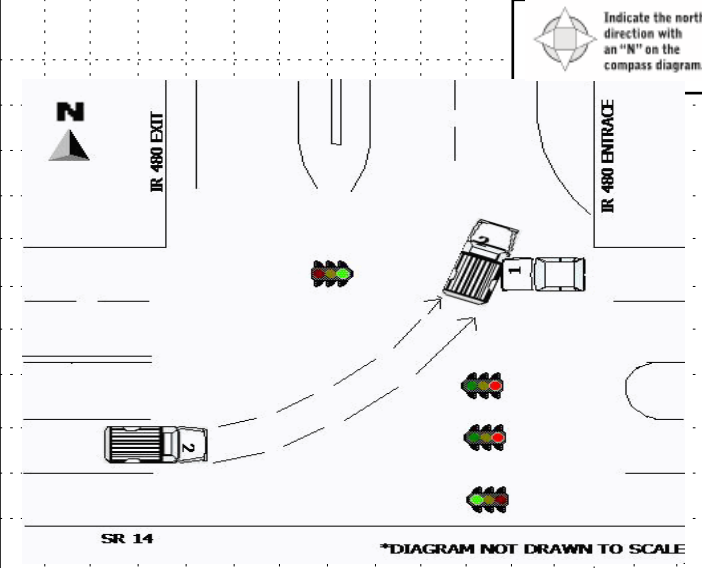 Indicate the north
direction with
an "N" on the
compass diagram.
N
IR 480 EXIT
IR 480 ENTRACE
2
1
2
SR 14
*DIAGRAM NOT DRAWN TO SCALE